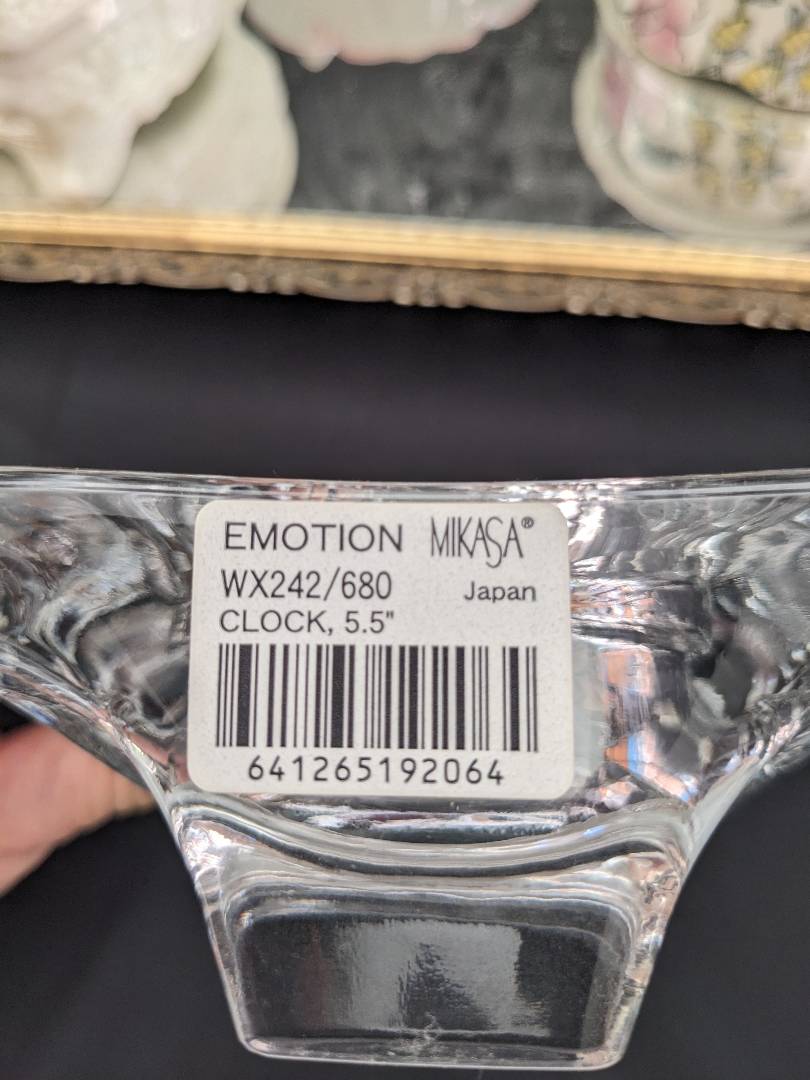 EMOTION MIKASA®
WX242/680 Japan
CLOCK, 5.5"
641265192064